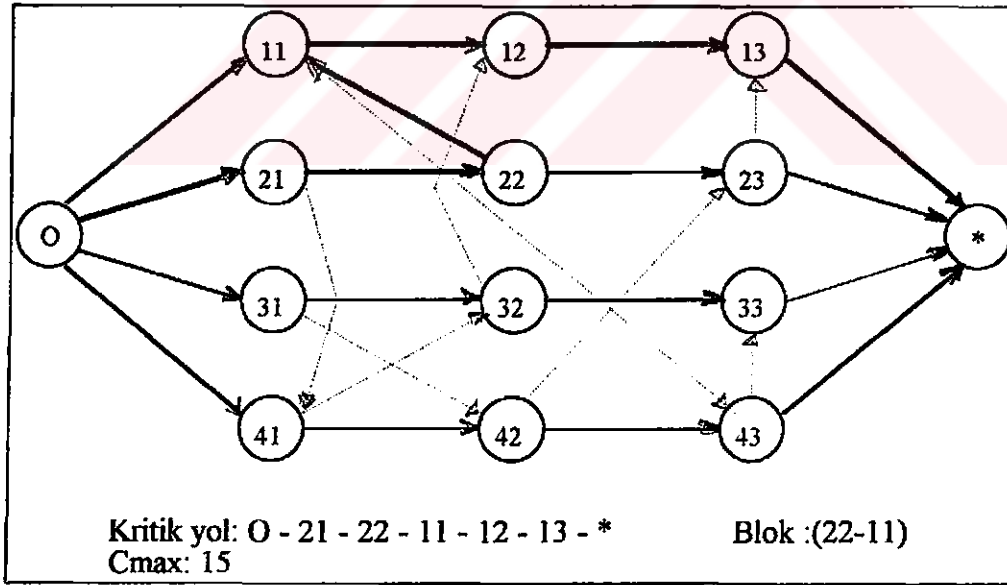 11 12 13
21 22 23
O *
31 32 33
41 42 43
Kritik yol: O - 21 - 22 - 11 - 12 - 13 - * Blok :(22-11)
Cmax: 15